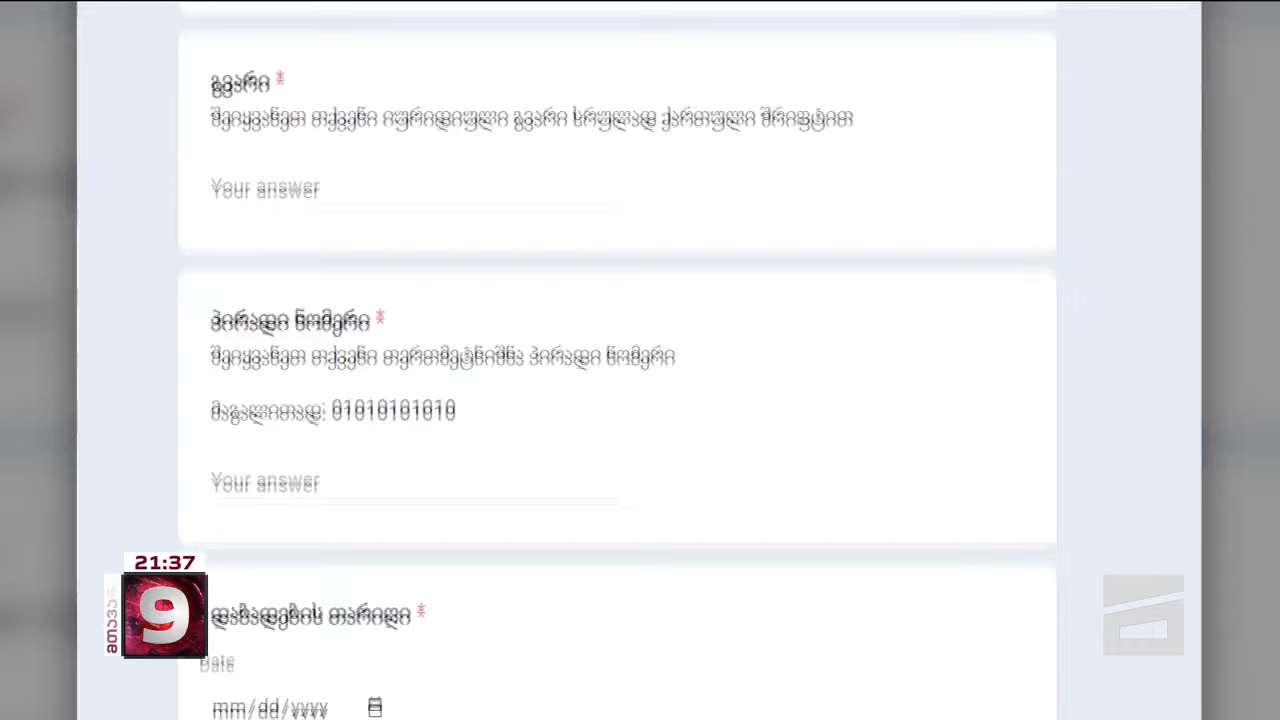 გვარი *
შეიყვანეთ თქვენი იურიდიული გვარი სრულად ქართული შრიფტით
Your answer
პირადი ნომერი *
შეიყვანეთ თქვენი თერთმეტნიშნა პირადი ნომერი
მაგალითად: 01010101010
Your answer
21:37
მთავარ
9
დაბადების თარიღი *
Date
mm/dd/yyyy